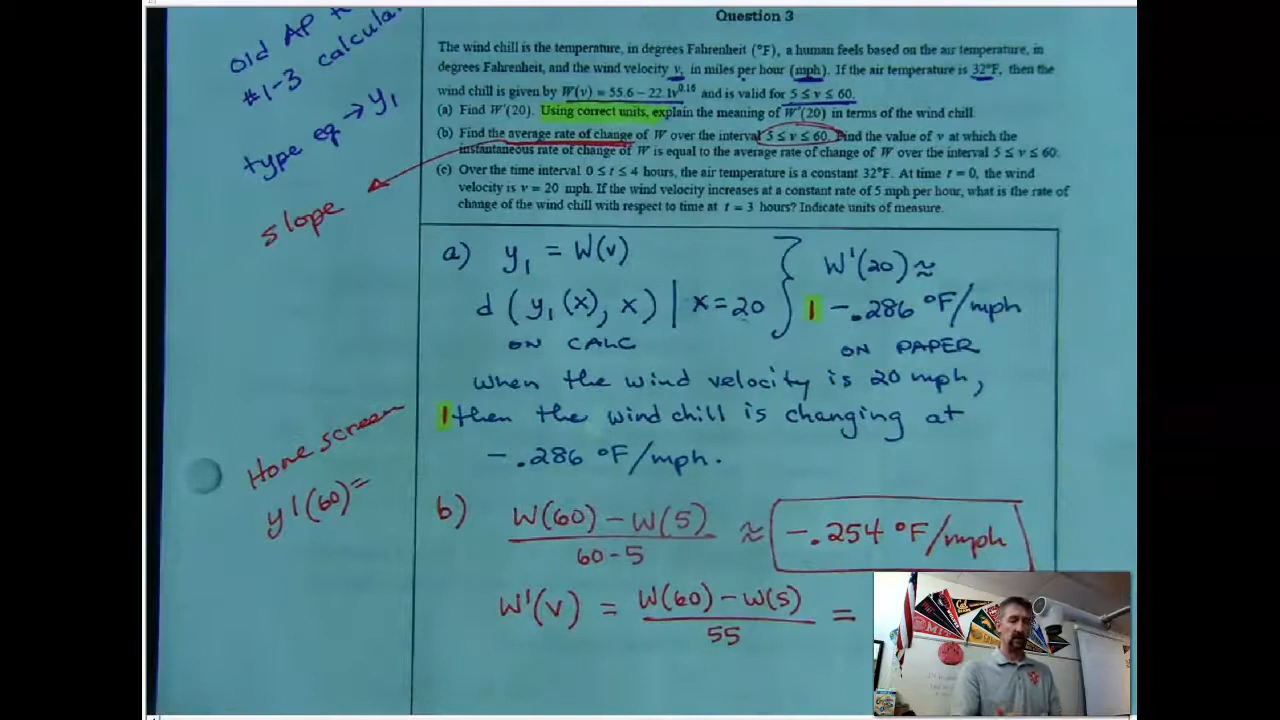 Question 3
The wind chill is the temperature, in degrees Fahrenheit (°F), a human feels based on the air temperature, in
degrees Fahrenheit, and the wind velocity v, in miles per hour (mph). If the air temperature is 32°F, then the
wind chill is given by W(v) = 55.6 − 22.1v^0.16 and is valid for 5 ≤ v ≤ 60.
(a) Find W′(20). Using correct units, explain the meaning of W′(20) in terms of the wind chill.
(b) Find the average rate of change of W over the interval 5 ≤ v ≤ 60. Find the value of v at which the
instantaneous rate of change of W is equal to the average rate of change of W over the interval 5 ≤ v ≤ 60.
(c) Over the time interval 0 ≤ t ≤ 4 hours, the air temperature is a constant 32°F. At time t = 0, the wind
velocity is v = 20 mph. If the wind velocity increases at a constant rate of 5 mph per hour, what is the rate of
change of the wind chill with respect to time at t = 3 hours? Indicate units of measure.
Old AP
#1-3 calcula
type eq → y₁
slope
a) y₁ = W(v)
d (y₁(x), x) | x = 20
ON CALC
W'(20) ≈
1 -.286 °F/mph
ON PAPER
when the wind velocity is 20 mph,
1 then the wind chill is changing at
-.286 °F/mph.
Home screen
y1(60)=
b) W(60) - W(5)
60 - 5
≈ -.254 °F/mph
W'(v) = W(60) - W(5) =
55